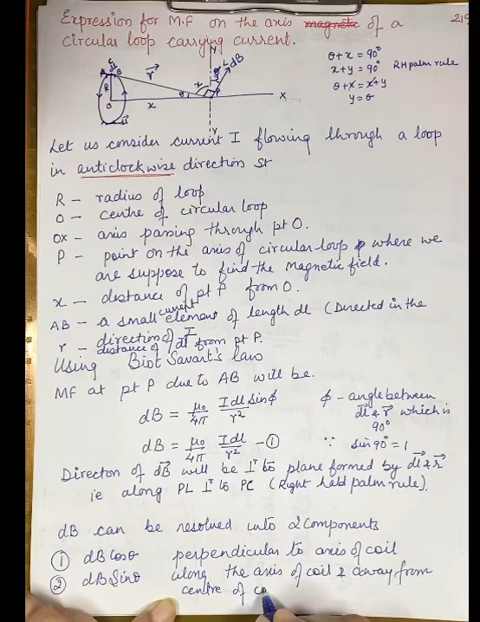 Expression for M.F on the axis magnetic of a 219
circular loop carrying current.
θ+x = 90°
x+y = 90° RH palm rule
θ+x = x+y
y = θ
Let us consider current I flowing through a loop
in anticlockwise direction st
R - radius of loop
O - centre of circular loop
OX - axis passing through pt O.
P - point on the axis of circular loop where we
are suppose to find the magnetic field.
x - distance of pt P from O.
AB - a small current element of length dl (Directed in the
direction of I
r - distance of dl from pt P.
Using Biot Savart's law
MF at pt P due to AB will be.
dB = μ₀/4π Idl sinϕ/r² ϕ - angle between
dl & r which is
90°
dB = μ₀/4π Idl/r² -① ∵ sin90° = 1
Direction of dB will be ⊥r to plane formed by dl & r
ie along PL ⊥r to PC (Right hand palm rule).
dB can be resolved into 2 components
① dB Cosθ perpendicular to axis of coil
② dB Sinθ along the axis of coil & away from
centre of co